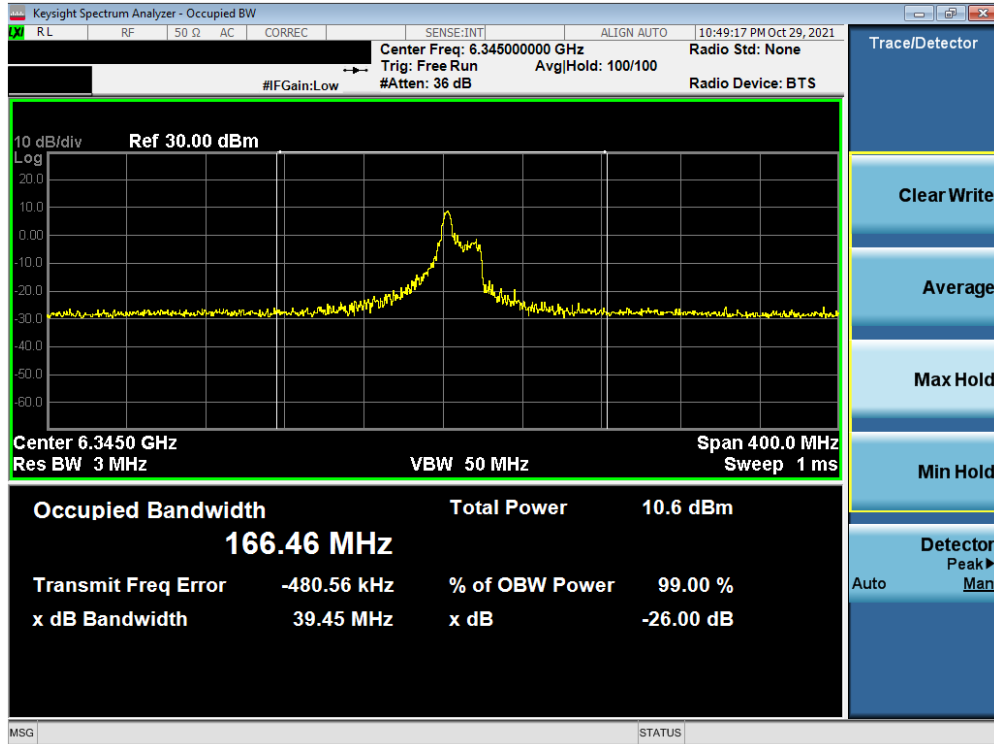 Keysight Spectrum Analyzer - Occupied BW
LXI RL RF 50 Ω AC CORREC SENSE:INT ALIGN AUTO 10:49:17 PM Oct 29, 2021
Center Freq: 6.345000000 GHz Radio Std: None
Trig: Free Run Avg|Hold: 100/100
#IFGain:Low #Atten: 36 dB Radio Device: BTS
Trace/Detector
10 dB/div Ref 30.00 dBm
Log
20.0
10.0
0.00
-10.0
-20.0
-30.0
-40.0
-50.0
-60.0
Center 6.3450 GHz Span 400.0 MHz
Res BW 3 MHz VBW 50 MHz Sweep 1 ms
Occupied Bandwidth Total Power 10.6 dBm
166.46 MHz
Transmit Freq Error -480.56 kHz % of OBW Power 99.00 %
x dB Bandwidth 39.45 MHz x dB -26.00 dB
Clear Write
Average
Max Hold
Min Hold
Detector
Peak▶
Auto Man
MSG STATUS